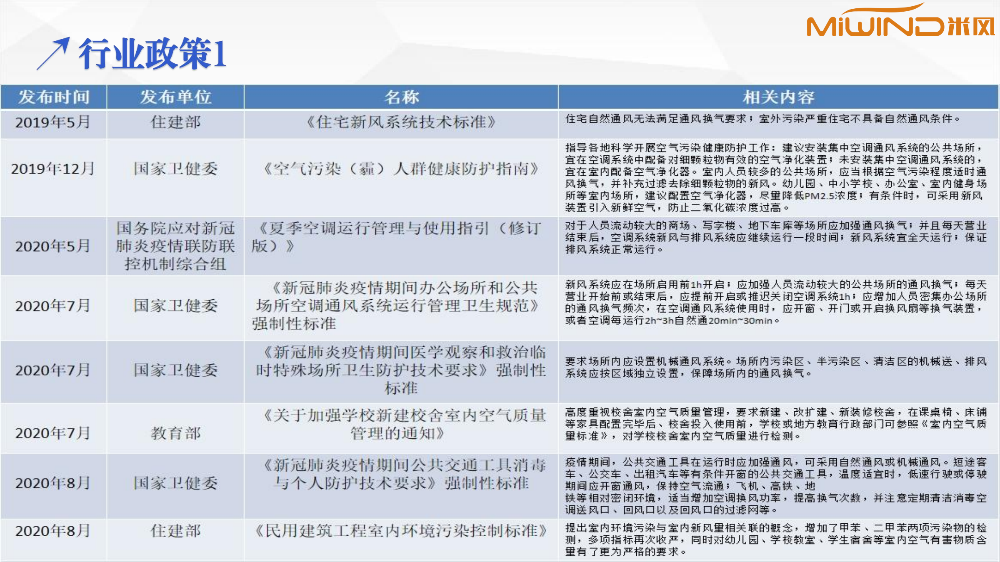 MiWIND米风
行业政策1
发布时间
发布单位
名称
相关内容
2019年5月
住建部
《住宅新风系统技术标准》
住宅自然通风无法满足通风换气要求；室外污染严重住宅不具备自然通风条件。
2019年12月
国家卫健委
《空气污染（霾）人群健康防护指南》
指导各地科学开展空气污染健康防护工作：建议安装集中空调通风系统的公共场所，
宜在空调系统中配备对细颗粒物有效的空气净化装置；未安装集中空调通风系统的，
宜在室内配备空气净化器。室内人员较多的公共场所，应当根据空气污染程度适时通
风换气，并补充过滤去除细颗粒物的新风。幼儿园、中小学校、办公室、室内健身场
所等室内场所，建议配置空气净化器，尽量降低PM2.5浓度；有条件时，可采用新风
装置引入新鲜空气，防止二氧化碳浓度过高。
2020年5月
国务院应对新冠
肺炎疫情联防联
控机制综合组
《夏季空调运行管理与使用指引（修订
版）》
对于人员流动较大的商场、写字楼、地下车库等场所应加强通风换气；并且每天营业
结束后，空调系统新风与排风系统应继续运行一段时间；新风系统宜全天运行；保证
排风系统正常运行。
2020年7月
国家卫健委
《新冠肺炎疫情期间办公场所和公共
场所空调通风系统运行管理卫生规范》
强制性标准
新风系统应在场所启用前1h开启；应加强人员流动较大的公共场所的通风换气；每天
营业开始前或结束后，应提前开启或推迟关闭空调系统1h；应增加人员密集办公场所
的通风换气频次，在空调通风系统使用时，应开窗、开门或开启换风扇等换气装置，
或者空调每运行2h~3h自然通20min~30min。
2020年7月
国家卫健委
《新冠肺炎疫情期间医学观察和救治临
时特殊场所卫生防护技术要求》强制性
标准
要求场所内应设置机械通风系统。场所内污染区、半污染区、清洁区的机械送、排风
系统应按区域独立设置，保障场所内的通风换气。
2020年7月
教育部
《关于加强学校新建校舍室内空气质量
管理的通知》
高度重视校舍室内空气质量管理，要求新建、改扩建、新装修校舍，在课桌椅、床铺
等家具配置完毕后、校舍投入使用前，学校或地方教育行政部门可参照《室内空气质
量标准》，对学校校舍室内空气质量进行检测。
2020年8月
国家卫健委
《新冠肺炎疫情期间公共交通工具消毒
与个人防护技术要求》强制性标准
疫情期间，公共交通工具在运行时应加强通风，可采用自然通风或机械通风。短途客
车、公交车、出租汽车等有条件开窗的公共交通工具，温度适宜时，低速行驶或停驶
期间应开窗通风，保持空气流通；飞机、高铁、地
铁等相对密闭环境，适当增加空调换风功率，提高换气次数，并注意定期清洁消毒空
调送风口、回风口以及回风口的过滤网等。
2020年8月
住建部
《民用建筑工程室内环境污染控制标准》
提出室内环境污染与室内新风量相关联的概念，增加了甲苯、二甲苯两项污染物的检
测，多项指标再次收严，同时对幼儿园、学校教室、学生宿舍等室内空气有害物质含
量有了更为严格的要求。